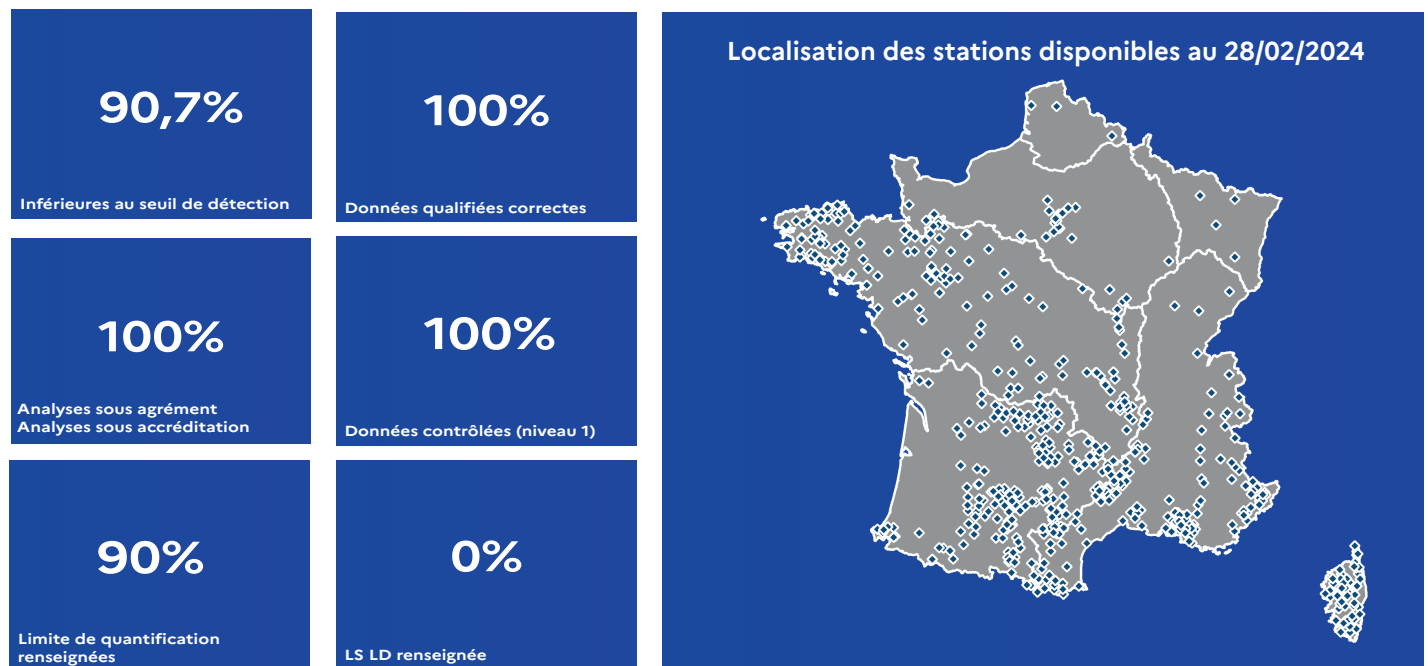 90,7%
Inférieures au seuil de détection
100%
Données qualifiées correctes
Localisation des stations disponibles au 28/02/2024
100%
Analyses sous agrément
Analyses sous accréditation
100%
Données contrôlées (niveau 1)
90%
Limite de quantification
renseignées
0%
LS LD renseignée